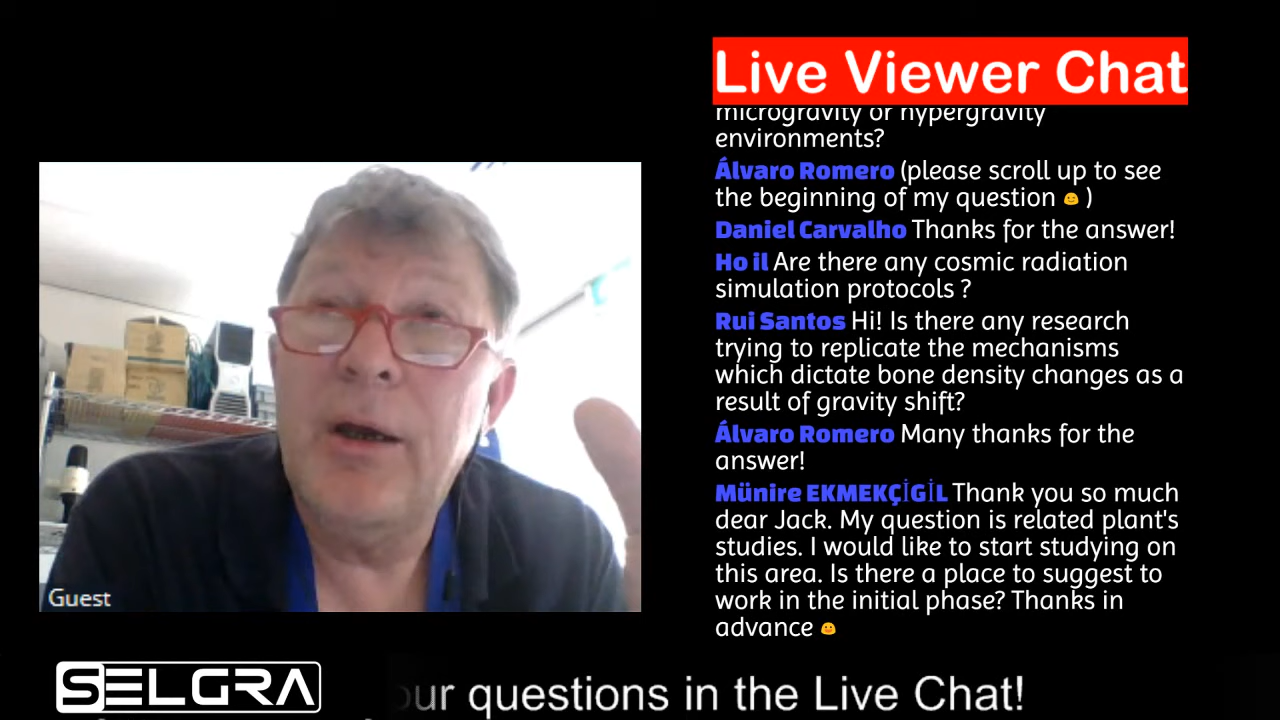 Live Viewer Chat
microgravity or hypergravity
environments?
Álvaro Romero (please scroll up to see
the beginning of my question )
Daniel Carvalho Thanks for the answer!
Ho il Are there any cosmic radiation
simulation protocols ?
Rui Santos Hi! Is there any research
trying to replicate the mechanisms
which dictate bone density changes as a
result of gravity shift?
Álvaro Romero Many thanks for the
answer!
Münire EKMEKÇİGİL Thank you so much
dear Jack. My question is related plant's
studies. I would like to start studying on
this area. Is there a place to suggest to
work in the initial phase? Thanks in
advance
Guest
SELGRA
our questions in the Live Chat!